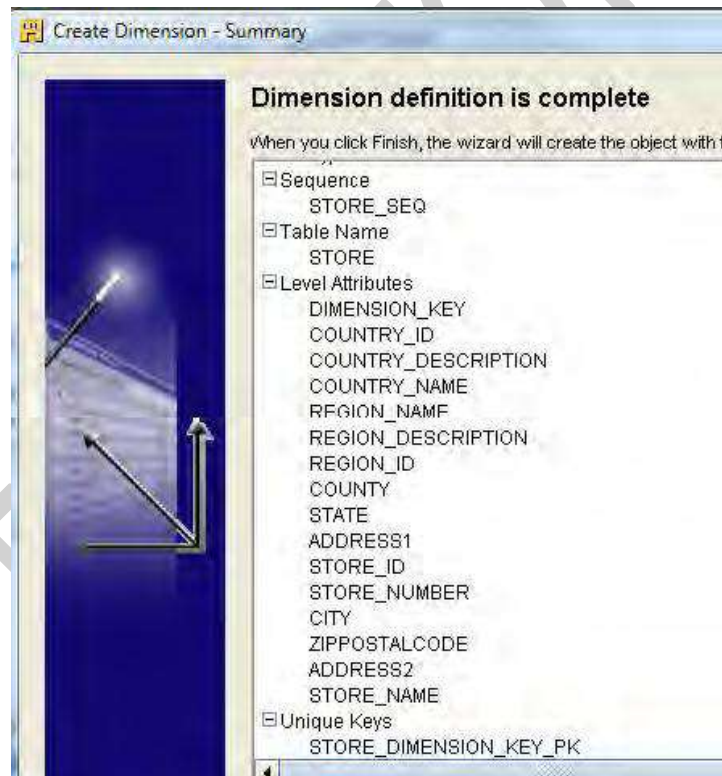 Create Dimension - Summary
Dimension definition is complete
When you click Finish, the wizard will create the object with
Sequence
STORE_SEQ
Table Name
STORE
Level Attributes
DIMENSION_KEY
COUNTRY_ID
COUNTRY_DESCRIPTION
COUNTRY_NAME
REGION_NAME
REGION_DESCRIPTION
REGION_ID
COUNTY
STATE
ADDRESS1
STORE_ID
STORE_NUMBER
CITY
ZIPPOSTALCODE
ADDRESS2
STORE_NAME
Unique Keys
STORE_DIMENSION_KEY_PK